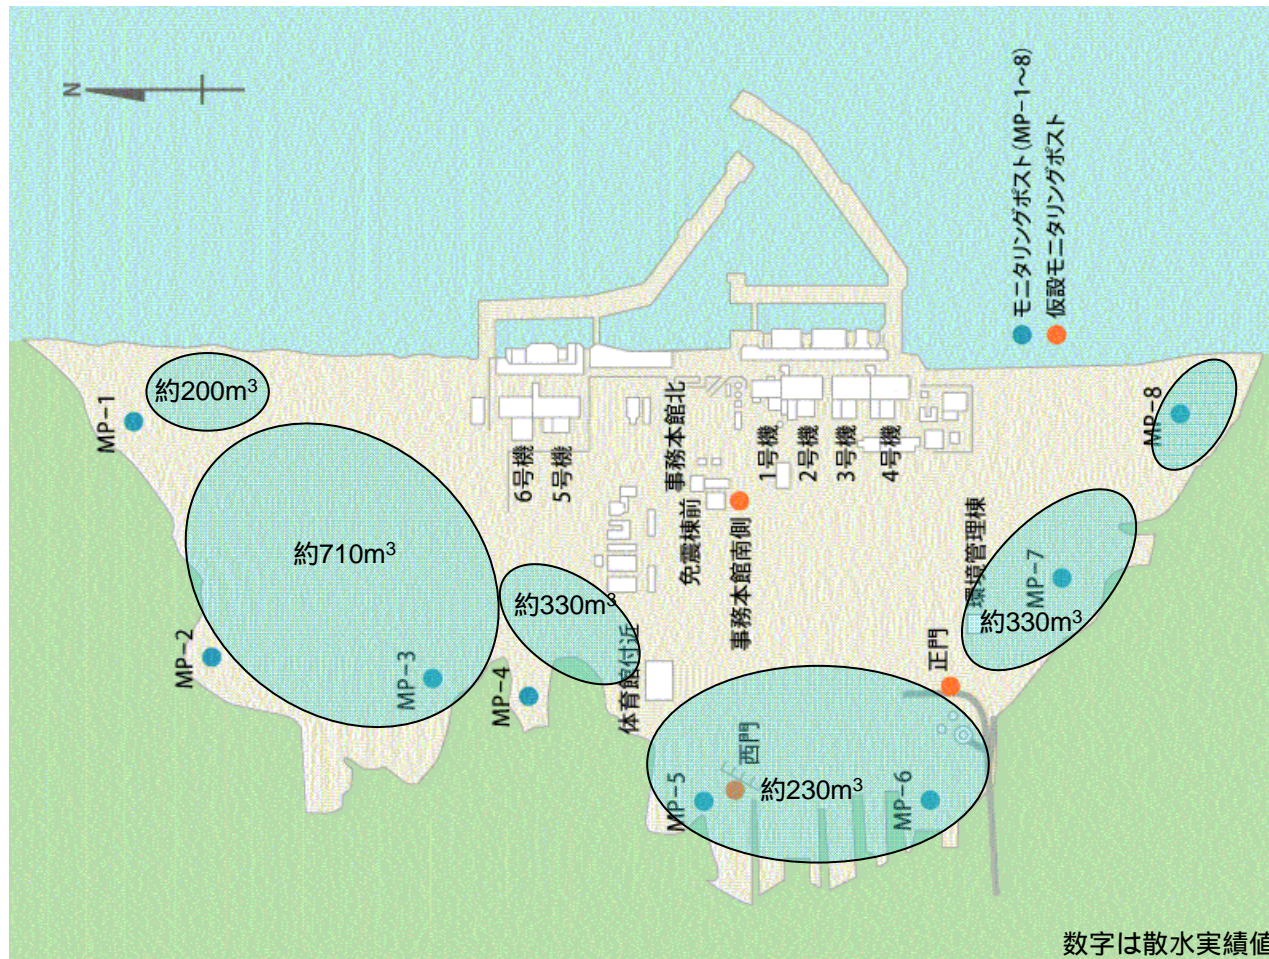 N
モニタリングポスト(MP-1～8)
仮設モニタリングポスト
約200m³
MP-1
約710m³
MP-2
MP-3
約330m³
MP-4
6号機
5号機
事務本館北
免震棟前
事務本館南側
1号機
2号機
3号機
4号機
体育館付近
MP-5
西門
約230m³
MP-6
正門
環境管理棟
MP-7
約330m³
MP-8
数字は散水実績値